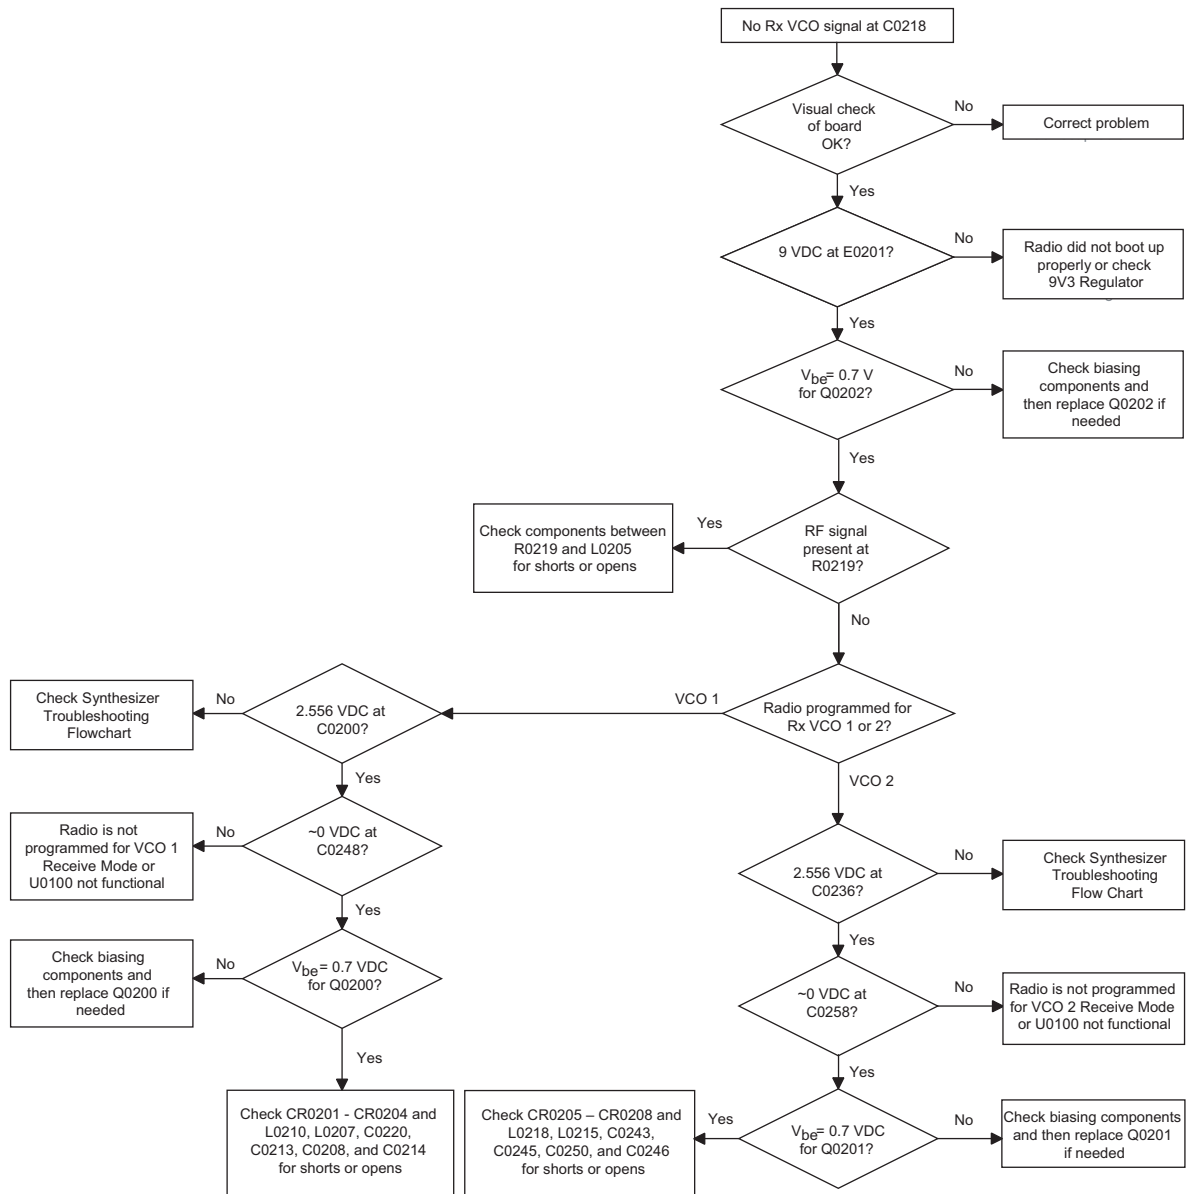 No Rx VCO signal at C0218
Visual check
of board
OK?
No
Correct problem
Yes
9 VDC at E0201?
No
Radio did not boot up
properly or check
9V3 Regulator
Yes
Vbe= 0.7 V
for Q0202?
No
Check biasing
components and
then replace Q0202 if
needed
Yes
RF signal
present at
R0219?
Yes
Check components between
R0219 and L0205
for shorts or opens
No
Radio programmed for
Rx VCO 1 or 2?
VCO 1
2.556 VDC at
C0200?
No
Check Synthesizer
Troubleshooting
Flowchart
Yes
~0 VDC at
C0248?
No
Radio is not
programmed for VCO 1
Receive Mode or
U0100 not functional
Yes
Vbe= 0.7 VDC
for Q0200?
No
Check biasing
components and
then replace Q0200 if
needed
Yes
Check CR0201 - CR0204 and
L0210, L0207, C0220,
C0213, C0208, and C0214
for shorts or opens
VCO 2
2.556 VDC at
C0236?
No
Check Synthesizer
Troubleshooting
Flow Chart
Yes
~0 VDC at
C0258?
No
Radio is not programmed
for VCO 2 Receive Mode
or U0100 not functional
Yes
Vbe= 0.7 VDC
for Q0201?
No
Check biasing components
and then replace Q0201
if needed
Yes
Check CR0205 – CR0208 and
L0218, L0215, C0243,
C0245, C0250, and C0246
for shorts or opens